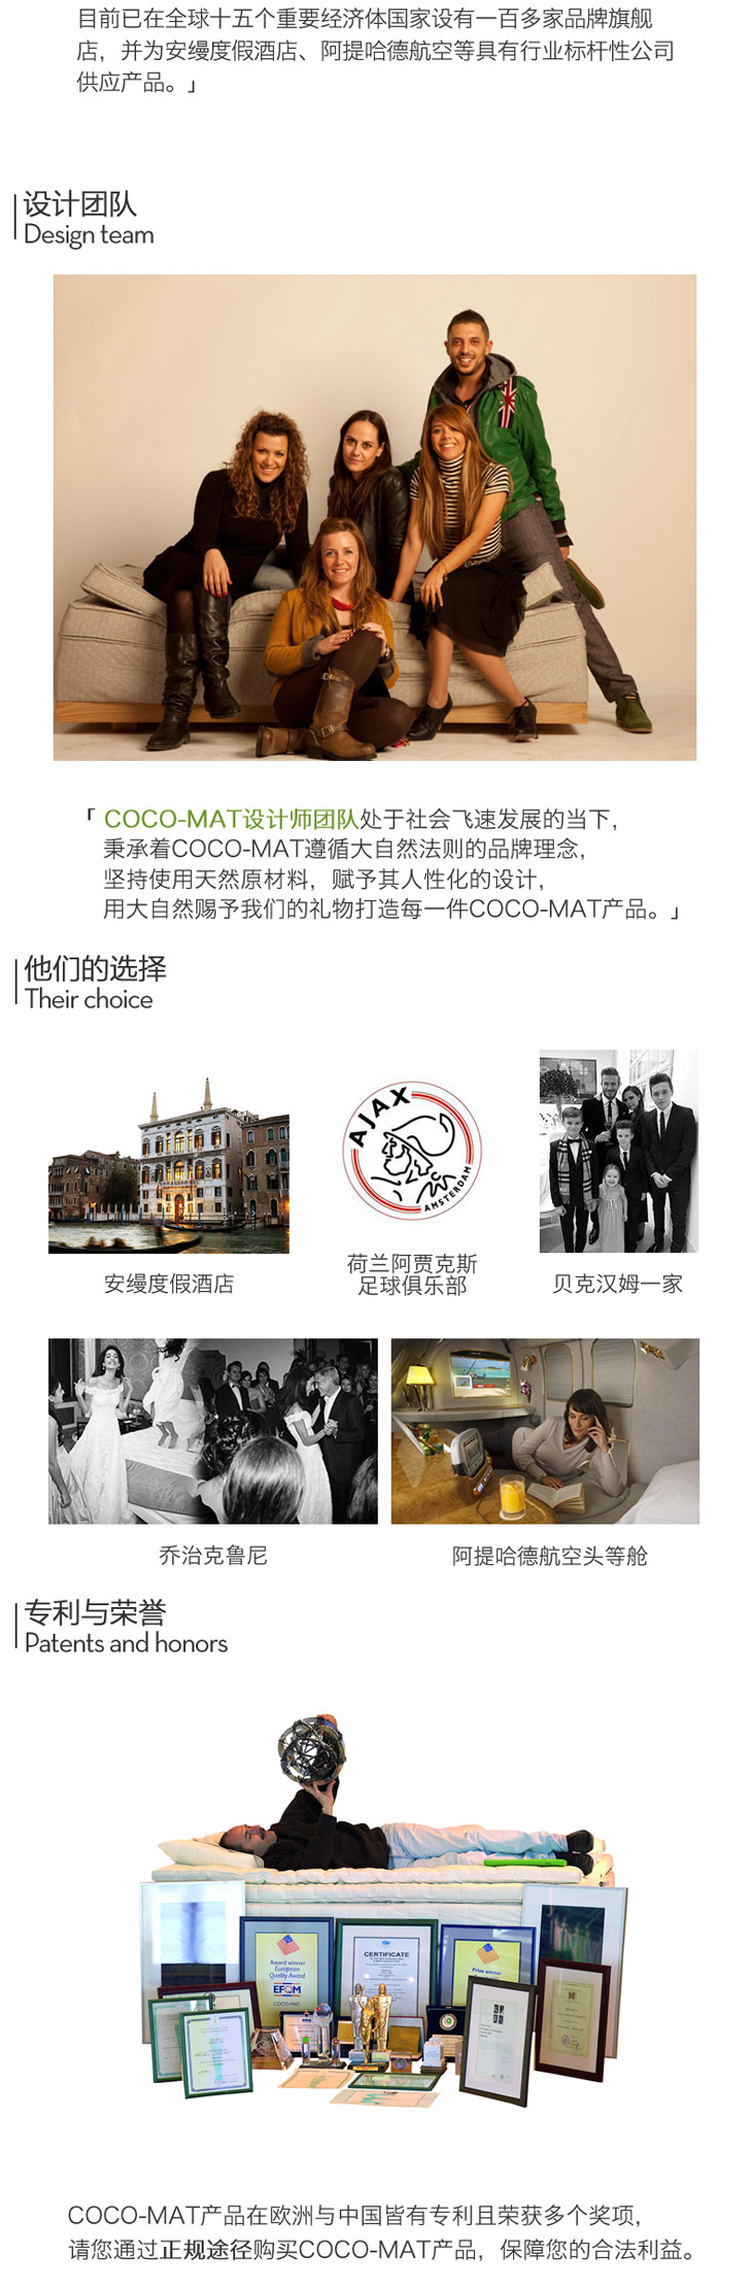 目前已在全球十五个重要经济体国家设有一百多家品牌旗舰
店，并为安缦度假酒店、阿提哈德航空等具有行业标杆性公司
供应产品。」
设计团队
Design team
「 COCO-MAT设计师团队处于社会飞速发展的当下，
秉承着COCO-MAT遵循大自然法则的品牌理念，
坚持使用天然原材料，赋予其人性化的设计，
用大自然赐予我们的礼物打造每一件COCO-MAT产品。」
他们的选择
Their choice
AJAX
AMSTERDAM
安缦度假酒店
荷兰阿贾克斯
足球俱乐部
贝克汉姆一家
乔治克鲁尼
阿提哈德航空头等舱
专利与荣誉
Patents and honors
Award winner
European
Quality Award
EFQM
COCO-MAT
CERTIFICATE
Prize winner
COCO-MAT产品在欧洲与中国皆有专利且荣获多个奖项，
请您通过正规途径购买COCO-MAT产品，保障您的合法利益。